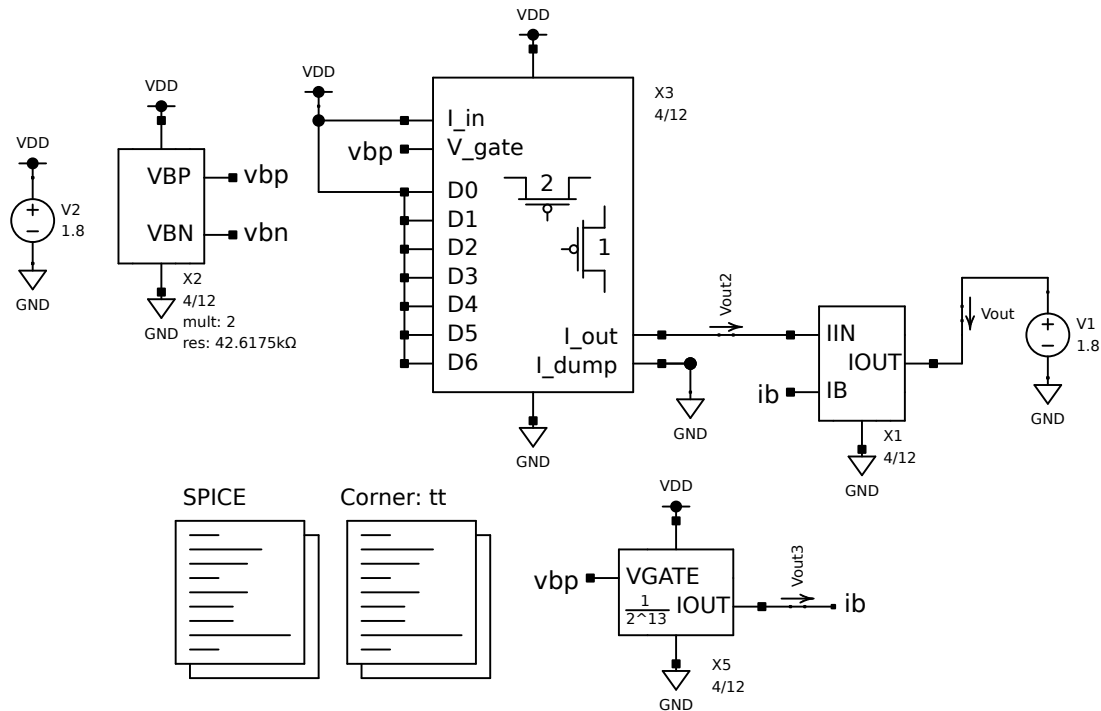 VDD
VDD
X3
4/12
VDD
I_in
V_gate
vbp
VDD
VBP
vbp
VBN
vbn
V2
1.8
GND
X2
4/12
mult: 2
res: 42.6175kΩ
GND
D0
D1
D2
D3
D4
D5
D6
2
1
I_out
I_dump
GND
GND
Vout2
IIN
IOUT
IB
ib
X1
4/12
GND
Vout
V1
1.8
GND
SPICE
Corner: tt
VDD
vbp
VGATE
1
2^13
IOUT
Vout3
ib
X5
4/12
GND